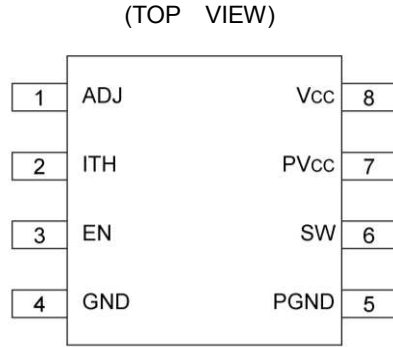 (TOP VIEW)
1 ADJ Vcc 8
2 ITH PVcc 7
3 EN SW 6
4 GND PGND 5